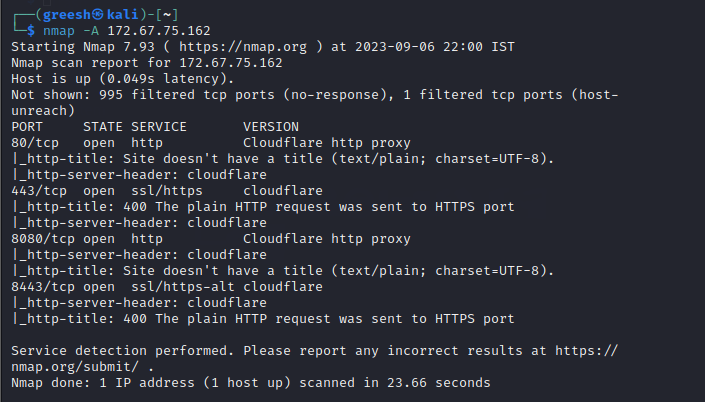 ┌──(greesh㉿kali)-[~]
└─$ nmap -A 172.67.75.162
Starting Nmap 7.93 ( https://nmap.org ) at 2023-09-06 22:00 IST
Nmap scan report for 172.67.75.162
Host is up (0.049s latency).
Not shown: 995 filtered tcp ports (no-response), 1 filtered tcp ports (host-
unreach)
PORT     STATE SERVICE       VERSION
80/tcp   open  http          Cloudflare http proxy
|_http-title: Site doesn't have a title (text/plain; charset=UTF-8).
|_http-server-header: cloudflare
443/tcp  open  ssl/https     cloudflare
|_http-title: 400 The plain HTTP request was sent to HTTPS port
|_http-server-header: cloudflare
8080/tcp open  http          Cloudflare http proxy
|_http-server-header: cloudflare
|_http-title: Site doesn't have a title (text/plain; charset=UTF-8).
8443/tcp open  ssl/https-alt cloudflare
|_http-server-header: cloudflare
|_http-title: 400 The plain HTTP request was sent to HTTPS port

Service detection performed. Please report any incorrect results at https://
nmap.org/submit/ .
Nmap done: 1 IP address (1 host up) scanned in 23.66 seconds